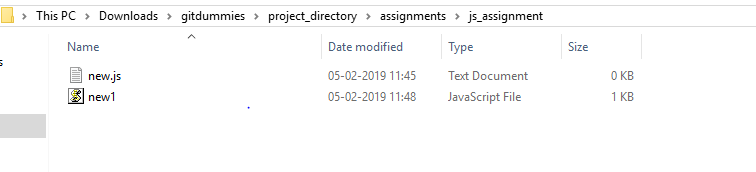 This PC > Downloads > gitdummies > project_directory > assignments > js_assignment
Name Date modified Type Size
new.js 05-02-2019 11:45 Text Document 0 KB
new1 05-02-2019 11:48 JavaScript File 1 KB
s